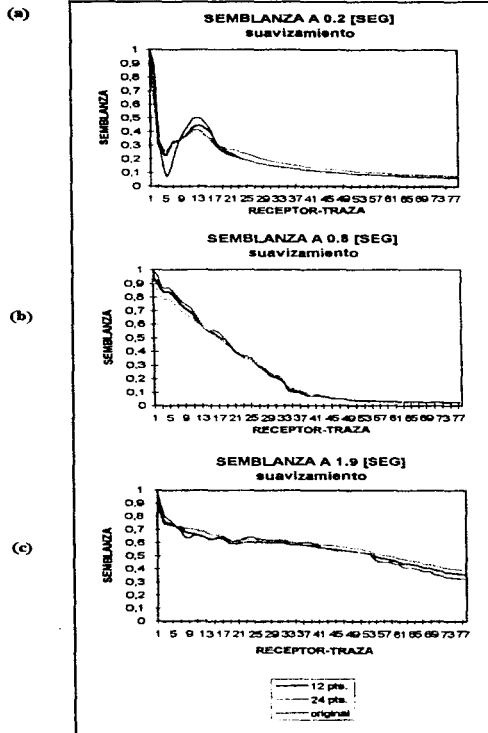 (a)
SEMBLANZA A 0.2 [SEG]
suavizamiento
SEMBLANZA
1
0,9
0,8
0,7
0,6
0,5
0,4
0,3
0,2
0,1
0
1 5 9 13 17 21 25 29 33 37 41 45 49 53 57 61 65 69 73 77
RECEPTOR-TRAZA
(b)
SEMBLANZA A 0.8 [SEG]
suavizamiento
SEMBLANZA
1
0,9
0,8
0,7
0,6
0,5
0,4
0,3
0,2
0,1
0
1 5 9 13 17 21 25 29 33 37 41 45 49 53 57 61 65 69 73 77
RECEPTOR-TRAZA
(c)
SEMBLANZA A 1.9 [SEG]
suavizamiento
SEMBLANZA
1
0,9
0,8
0,7
0,6
0,5
0,4
0,3
0,2
0,1
0
1 5 9 13 17 21 25 29 33 37 41 45 49 53 57 61 65 69 73 77
RECEPTOR-TRAZA
12 pts.
24 pts.
original